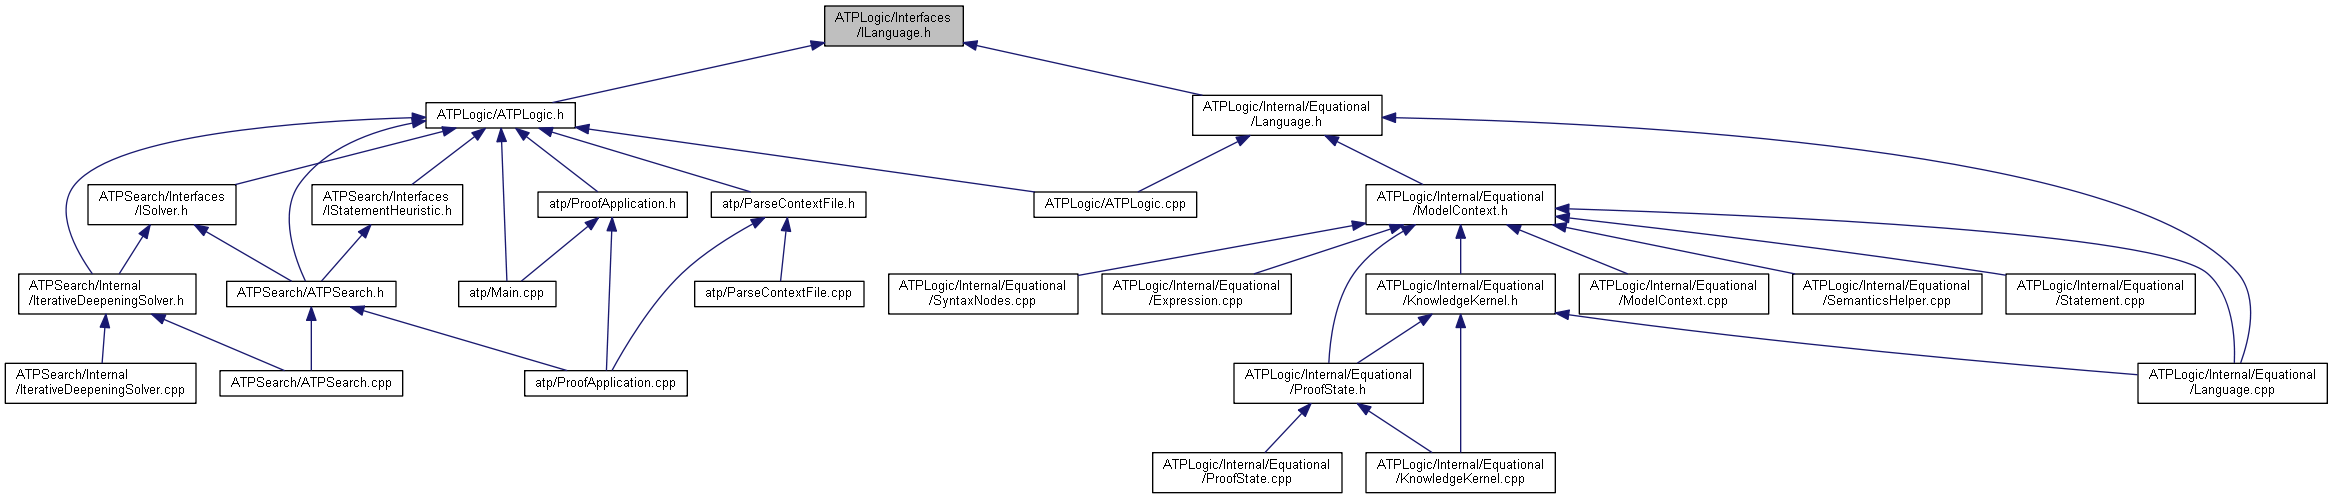 ATPLogic/Interfaces
/ILanguage.h
ATPLogic/ATPLogic.h
ATPLogic/Internal/Equational
/Language.h
ATPSearch/Interfaces
/ISolver.h
ATPSearch/Interfaces
/IStatementHeuristic.h
atp/ProofApplication.h
atp/ParseContextFile.h
ATPLogic/ATPLogic.cpp
ATPLogic/Internal/Equational
/ModelContext.h
ATPSearch/Internal
/IterativeDeepeningSolver.h
ATPSearch/ATPSearch.h
atp/Main.cpp
atp/ParseContextFile.cpp
ATPLogic/Internal/Equational
/SyntaxNodes.cpp
ATPLogic/Internal/Equational
/Expression.cpp
ATPLogic/Internal/Equational
/KnowledgeKernel.h
ATPLogic/Internal/Equational
/ModelContext.cpp
ATPLogic/Internal/Equational
/SemanticsHelper.cpp
ATPLogic/Internal/Equational
/Statement.cpp
ATPSearch/Internal
/IterativeDeepeningSolver.cpp
ATPSearch/ATPSearch.cpp
atp/ProofApplication.cpp
ATPLogic/Internal/Equational
/ProofState.h
ATPLogic/Internal/Equational
/Language.cpp
ATPLogic/Internal/Equational
/ProofState.cpp
ATPLogic/Internal/Equational
/KnowledgeKernel.cpp